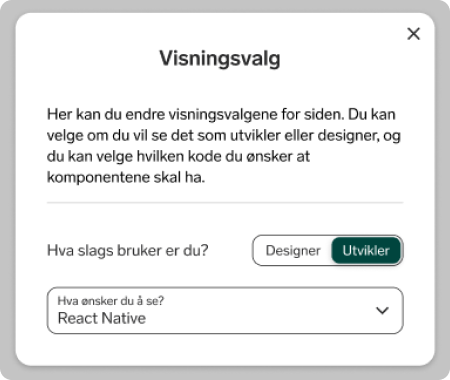 Visningsvalg
Her kan du endre visningsvalgene for siden. Du kan
velge om du vil se det som utvikler eller designer, og
du kan velge hvilken kode du ønsker at
komponentene skal ha.
Hva slags bruker er du?
Designer
Utvikler
Hva ønsker du å se?
React Native